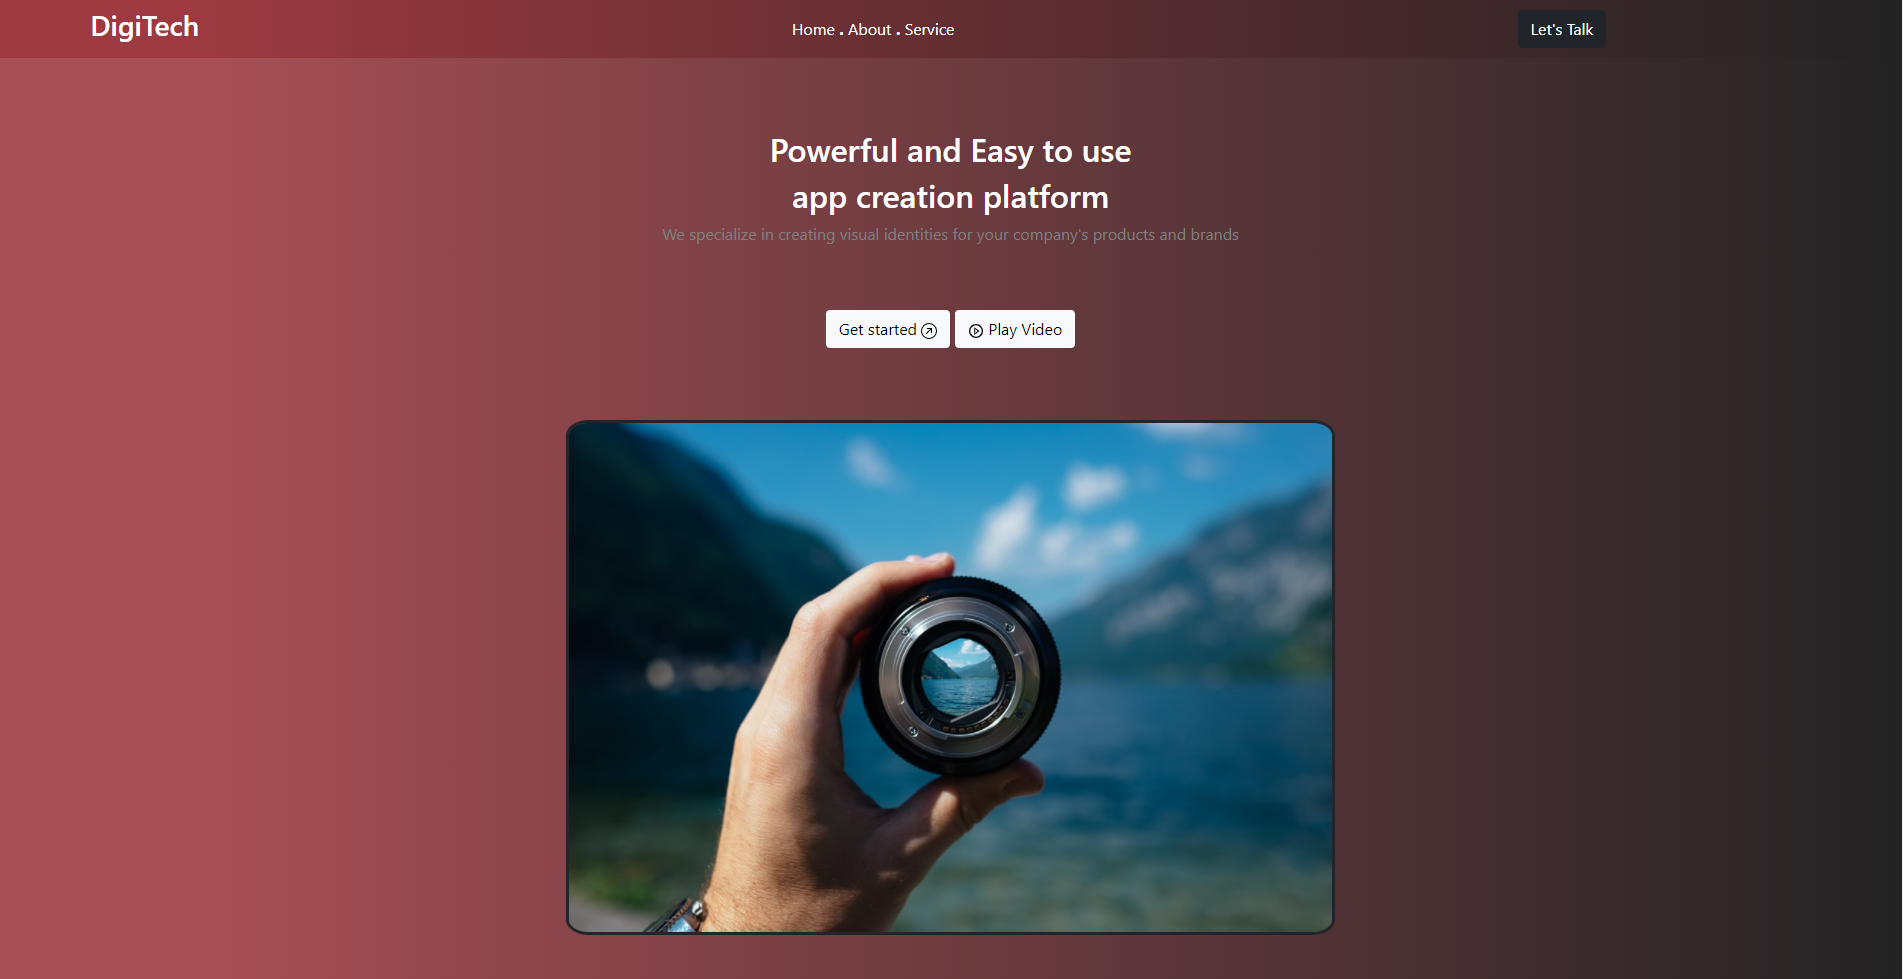 DigiTech
Home . About . Service
Let's Talk
Powerful and Easy to use
app creation platform
We specialize in creating visual identities for your company's products and brands
Get started
Play Video